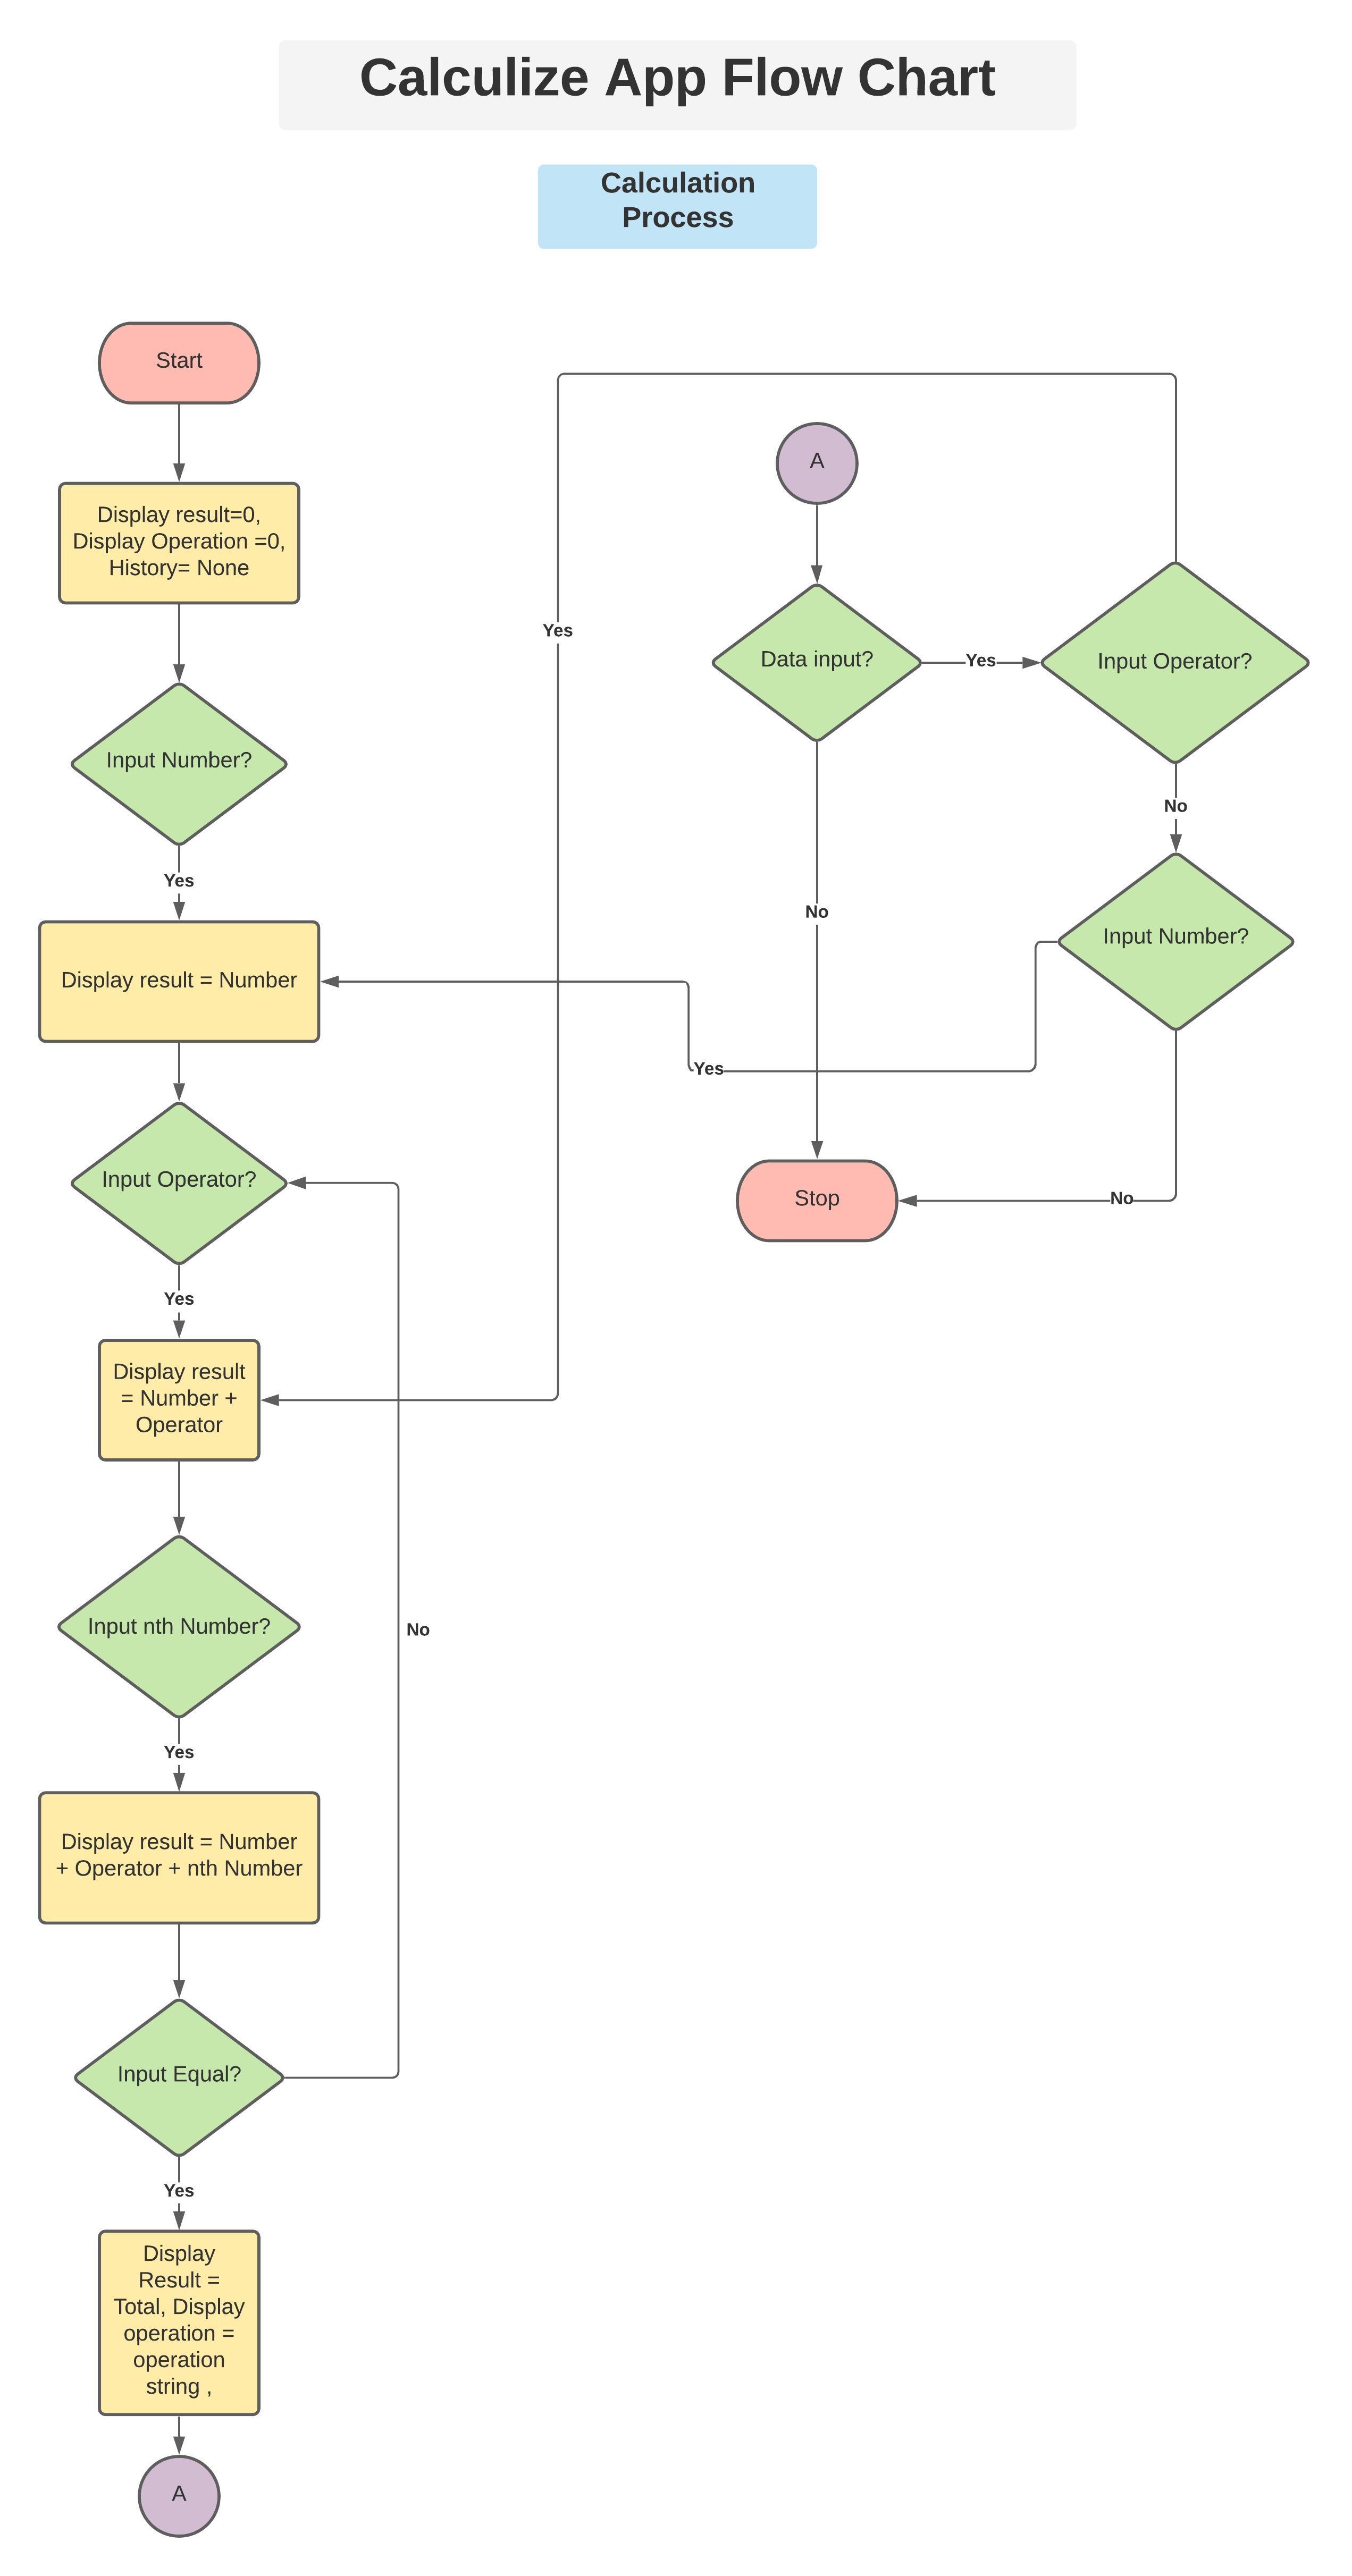 Calculize App Flow Chart
Calculation
Process
Start
Display result=0,
Display Operation =0,
History= None
Input Number?
Yes
Display result = Number
Input Operator?
Yes
Display result
= Number +
Operator
Input nth Number?
Yes
Display result = Number
+ Operator + nth Number
Input Equal?
No
Yes
Display
Result =
Total, Display
operation =
operation
string ,
A
A
Data input?
Yes
Input Operator?
Yes
No
Input Number?
No
Yes
No
Stop